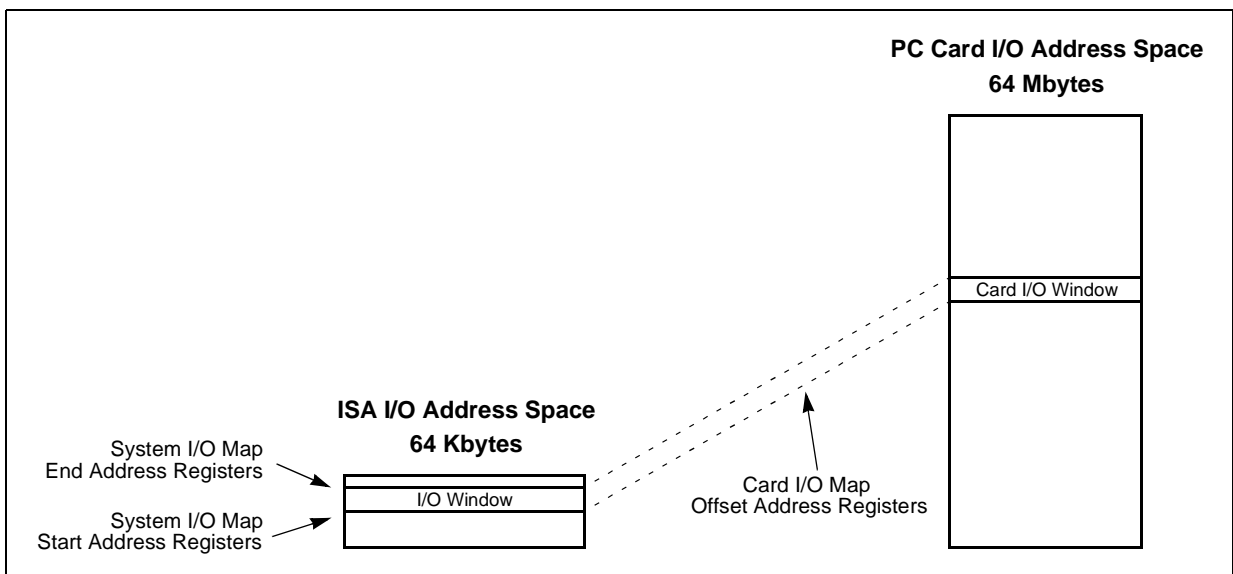 PC Card I/O Address Space
64 Mbytes
Card I/O Window
ISA I/O Address Space
64 Kbytes
System I/O Map
End Address Registers
I/O Window
System I/O Map
Start Address Registers
Card I/O Map
Offset Address Registers